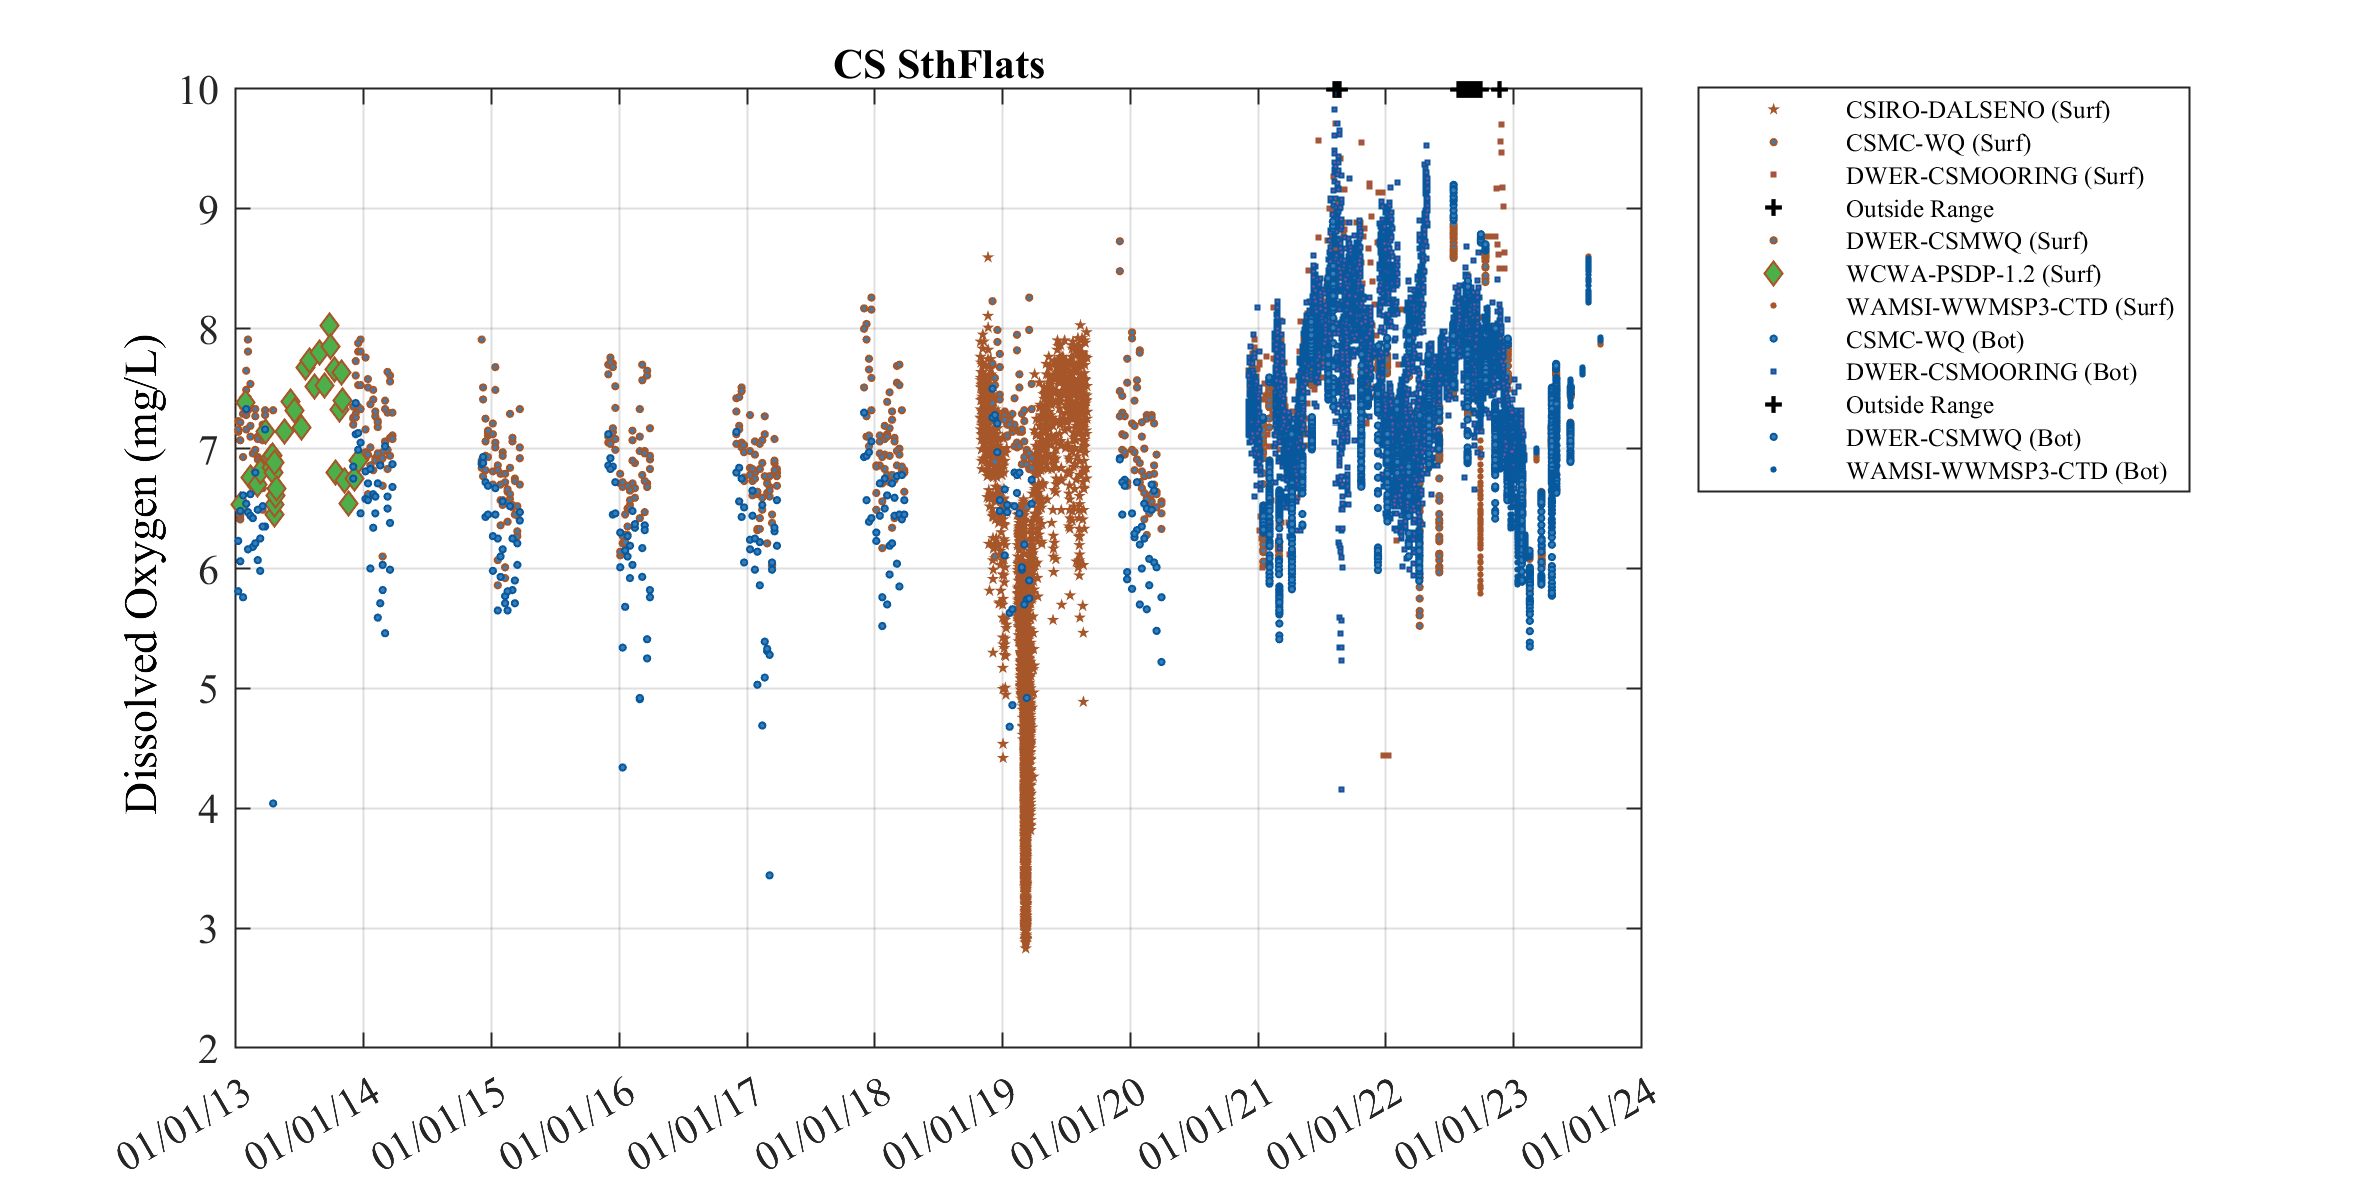 CS SthFlats
10
9
8
7
6
5
4
3
2
Dissolved Oxygen (mg/L)
01/01/13
01/01/14
01/01/15
01/01/16
01/01/17
01/01/18
01/01/19
01/01/20
01/01/21
01/01/22
01/01/23
01/01/24
CSIRO-DALSENO (Surf)
CSMC-WQ (Surf)
DWER-CSMOORING (Surf)
Outside Range
DWER-CSMWQ (Surf)
WCWA-PSDP-1.2 (Surf)
WAMSI-WWMSP3-CTD (Surf)
CSMC-WQ (Bot)
DWER-CSMOORING (Bot)
Outside Range
DWER-CSMWQ (Bot)
WAMSI-WWMSP3-CTD (Bot)